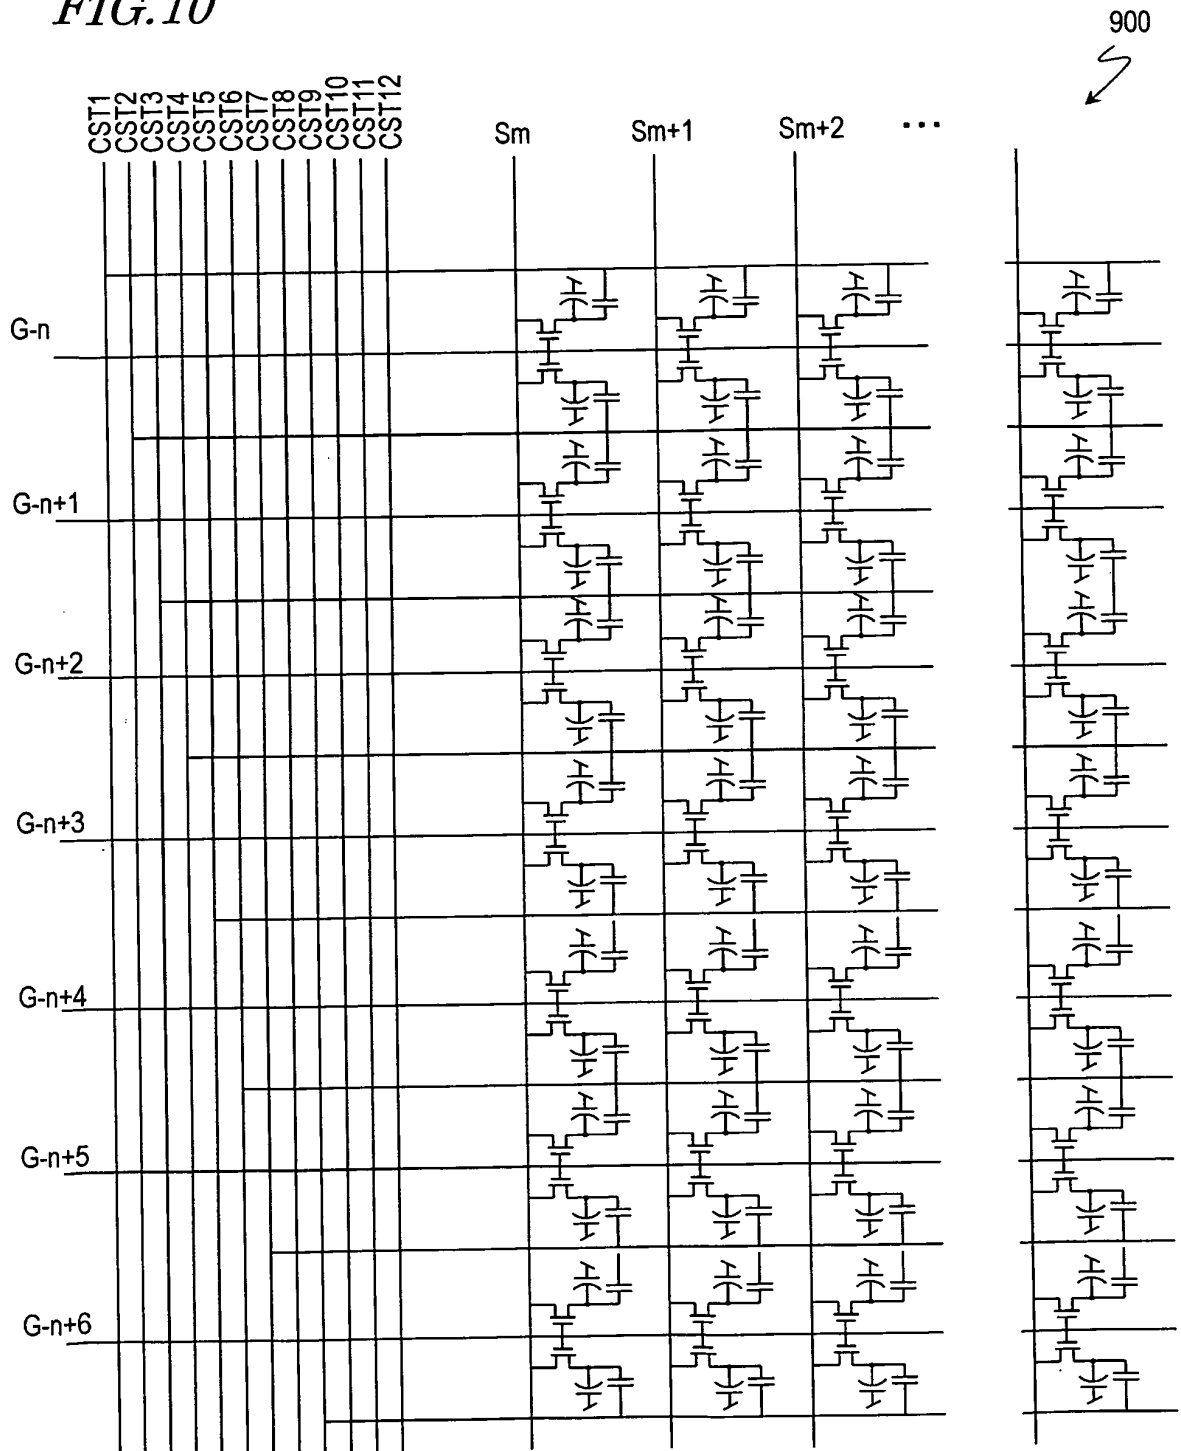 FIG.10
900
CST1
CST2
CST3
CST4
CST5
CST6
CST7
CST8
CST9
CST10
CST11
CST12
Sm
Sm+1
Sm+2
...
G-n
G-n+1
G-n+2
G-n+3
G-n+4
G-n+5
G-n+6